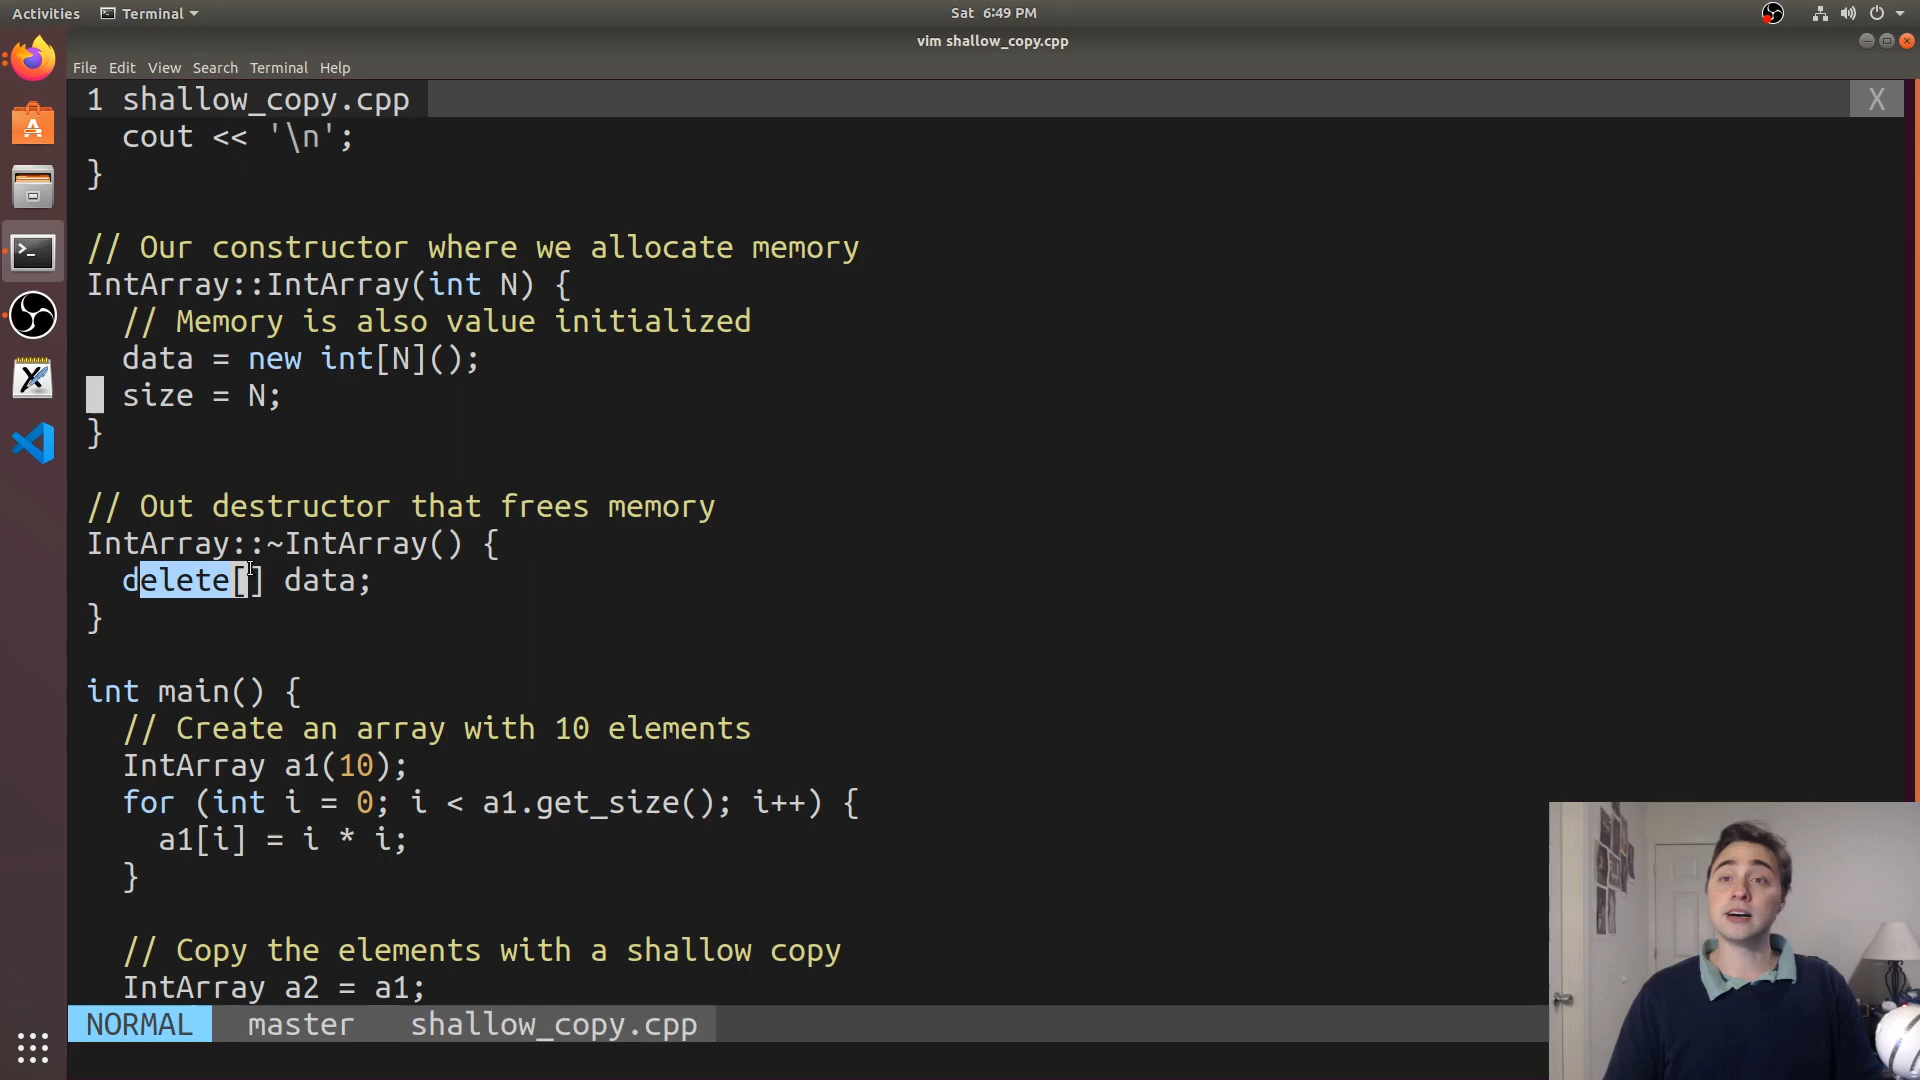 Activities Terminal Sat 6:49 PM
vim shallow_copy.cpp
File Edit View Search Terminal Help
1 shallow_copy.cpp X
cout << '\n';
}
// Our constructor where we allocate memory
IntArray::IntArray(int N) {
// Memory is also value initialized
data = new int[N]();
size = N;
}
// Out destructor that frees memory
IntArray::~IntArray() {
delete[] data;
}
int main() {
// Create an array with 10 elements
IntArray a1(10);
for (int i = 0; i < a1.get_size(); i++) {
a1[i] = i * i;
}
// Copy the elements with a shallow copy
IntArray a2 = a1;
NORMAL master shallow_copy.cpp